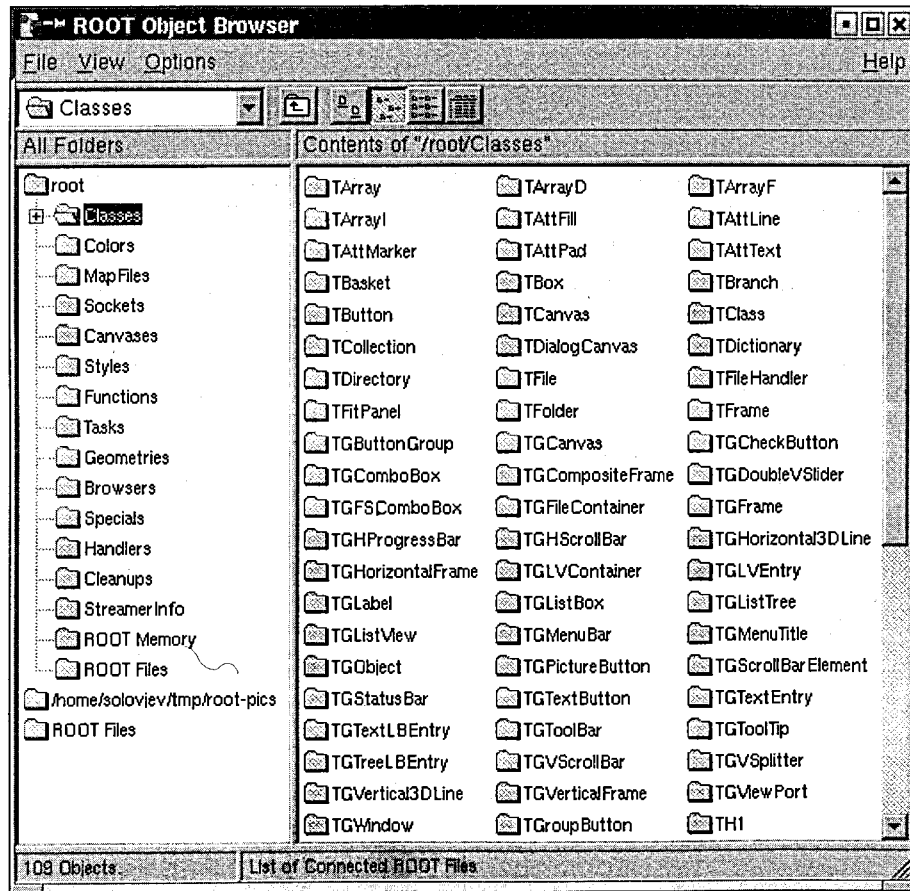 ROOT Object Browser
File View Options Help
Classes
All Folders Contents of "/root/Classes"
root
Classes
Colors
MapFiles
Sockets
Canvases
Styles
Functions
Tasks
Geometries
Browsers
Specials
Handlers
Cleanups
StreamerInfo
ROOT Memory
ROOT Files
/home/solovjev/tmp/root-pics
ROOT Files
TArray TArrayD TArrayF
TArrayI TAttFill TAttLine
TAttMarker TAttPad TAttText
TBasket TBox TBranch
TButton TCanvas TClass
TCollection TDialogCanvas TDictionary
TDirectory TFile TFileHandler
TFitPanel TFolder TFrame
TGButtonGroup TGCanvas TGCheckButton
TGComboBox TGCompositeFrame TGDoubleVSlider
TGFSComboBox TGFileContainer TGFrame
TGHProgressBar TGHScrollBar TGHorizontal3DLine
TGHorizontalFrame TGLVContainer TGLVEntry
TGLabel TGListBox TGListTree
TGListView TGMenuBar TGMenuTitle
TGObject TGPictureButton TGScrollBarElement
TGStatusBar TGTextButton TGTextEntry
TGTextLBEntry TGToolBar TGToolTip
TGTreeLBEntry TGVScrollBar TGVSplitter
TGVertical3DLine TGVerticalFrame TGViewPort
TGWindow TGroupButton TH1
109 Objects. List of Connected ROOT Files